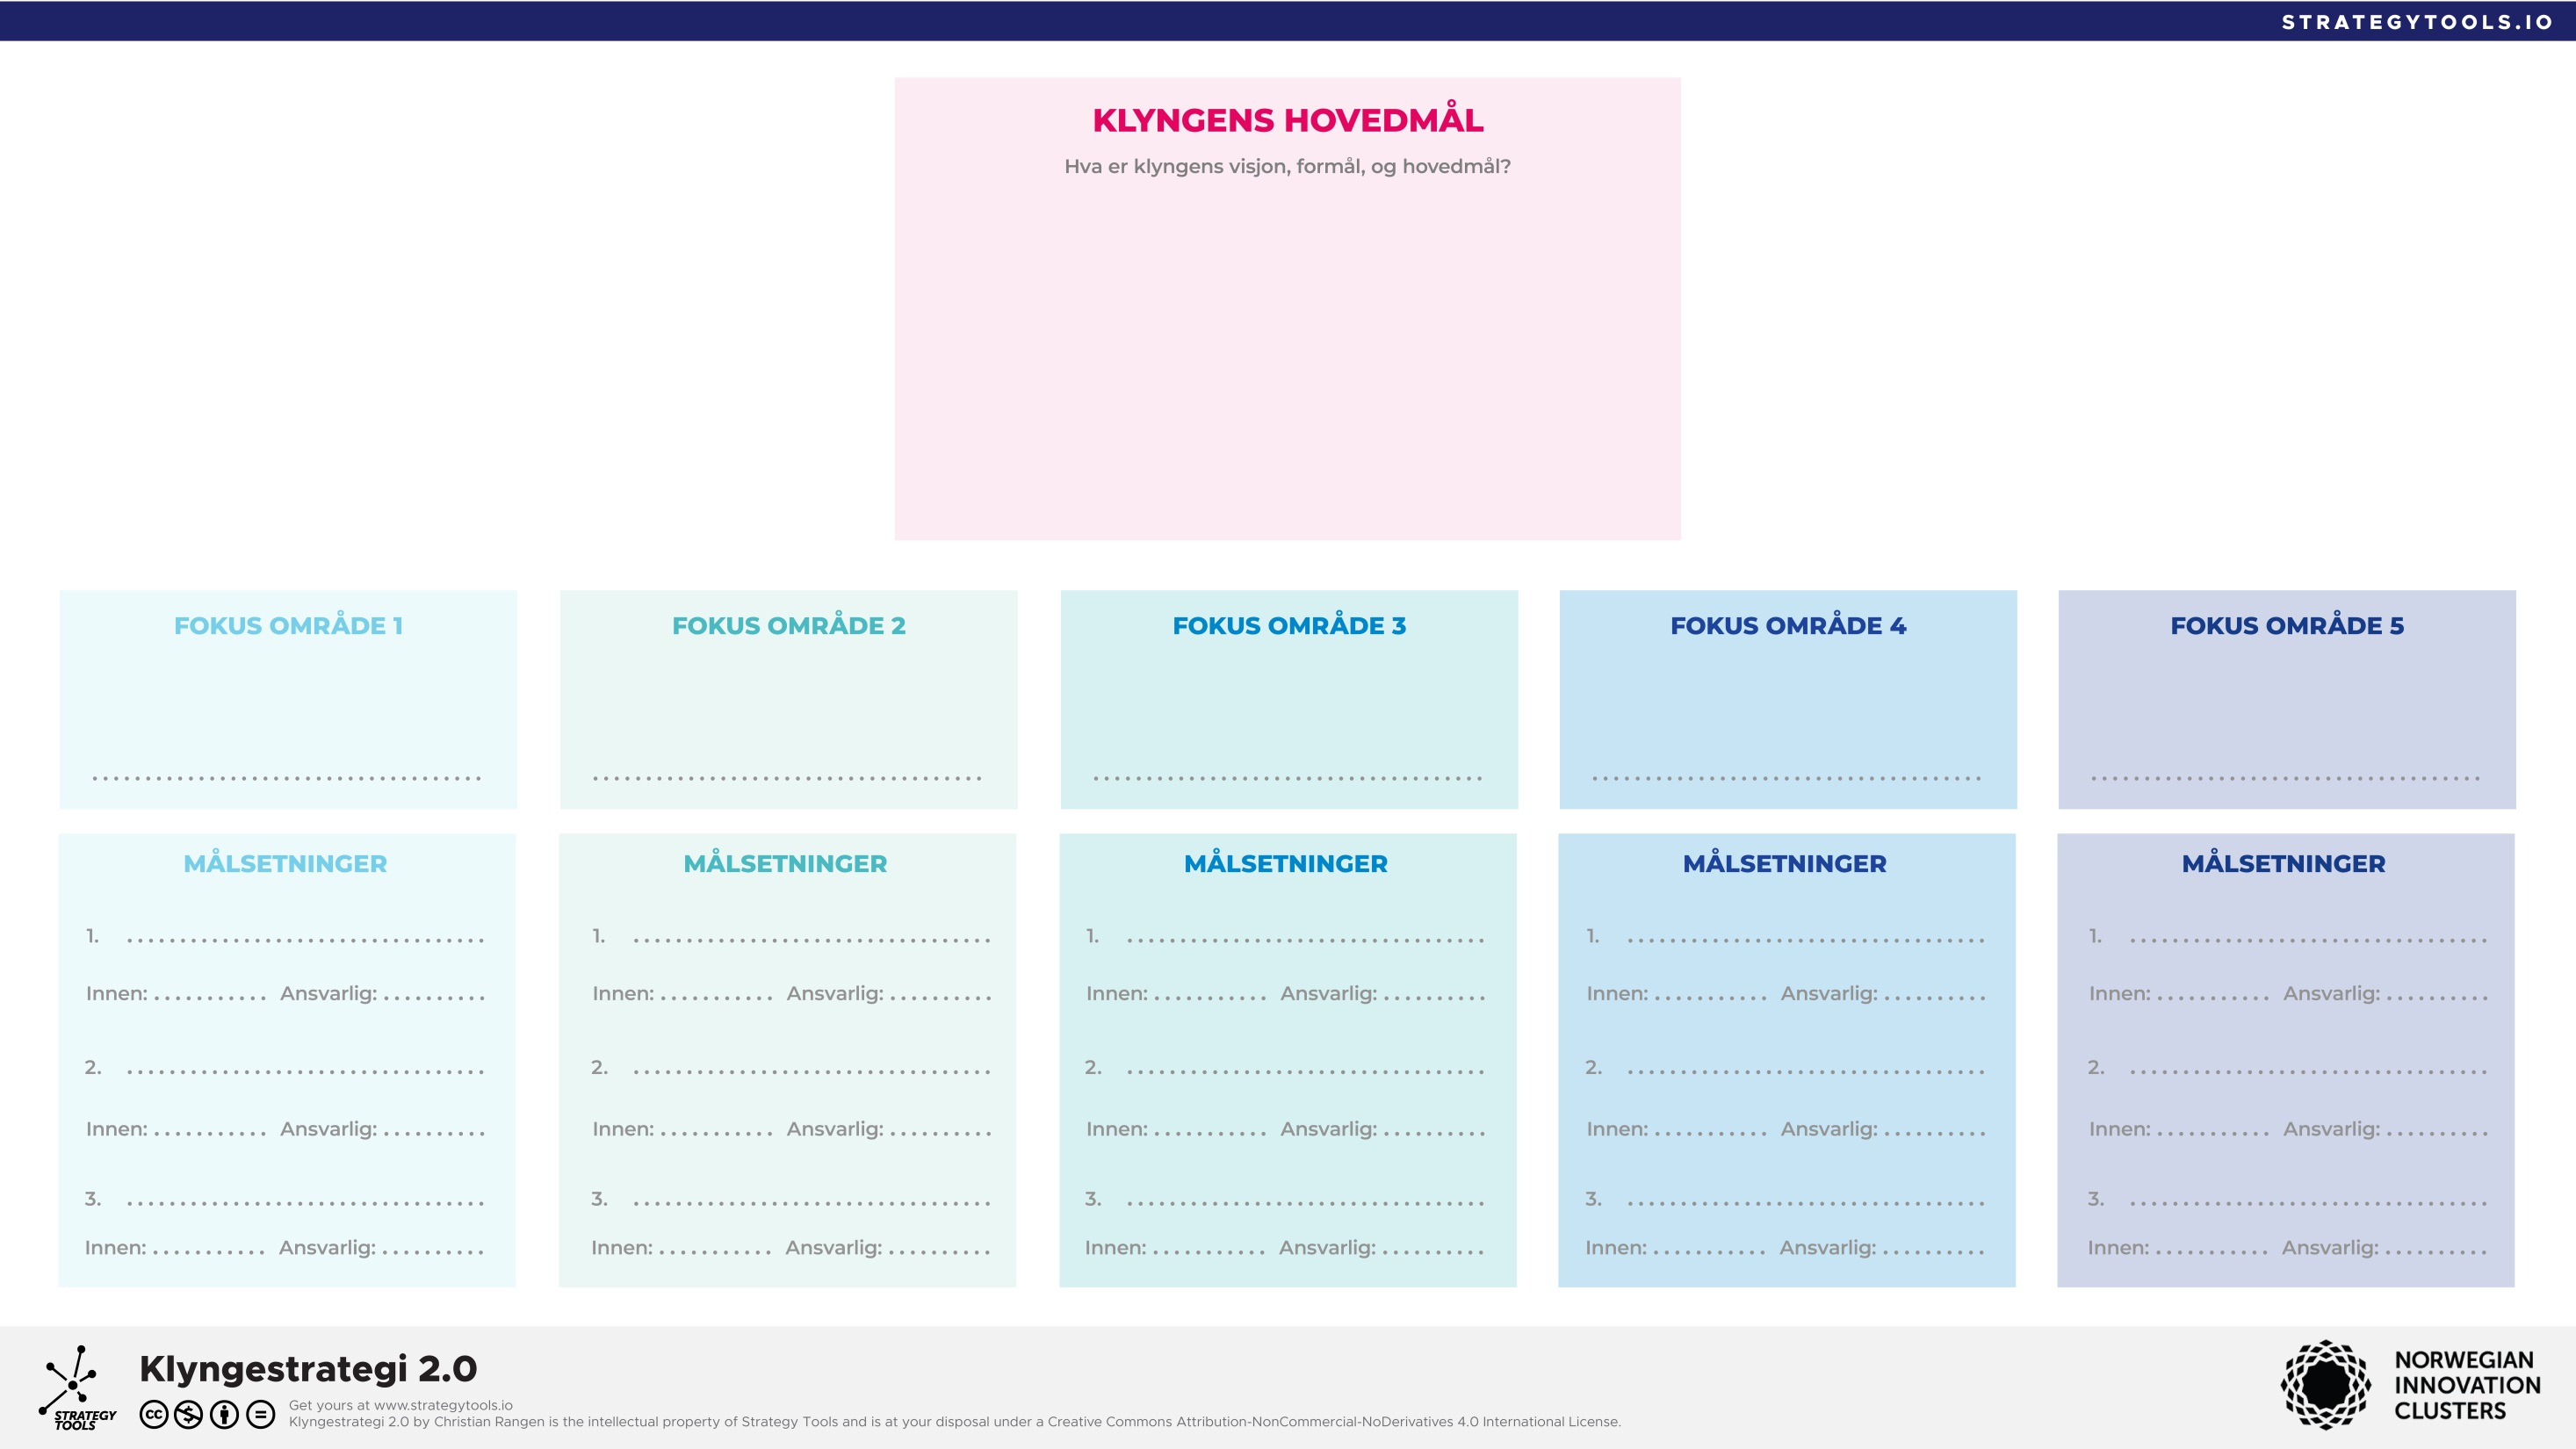 STRATEGYTOOLS.IO
KLYNGENS HOVEDMÅL
Hva er klyngens visjon, formål, og hovedmål?
FOKUS OMRÅDE 1
FOKUS OMRÅDE 2
FOKUS OMRÅDE 3
FOKUS OMRÅDE 4
FOKUS OMRÅDE 5
MÅLSETNINGER
1.
Innen: Ansvarlig:
2.
Innen: Ansvarlig:
3.
Innen: Ansvarlig:
MÅLSETNINGER
1.
Innen: Ansvarlig:
2.
Innen: Ansvarlig:
3.
Innen: Ansvarlig:
MÅLSETNINGER
1.
Innen: Ansvarlig:
2.
Innen: Ansvarlig:
3.
Innen: Ansvarlig:
MÅLSETNINGER
1.
Innen: Ansvarlig:
2.
Innen: Ansvarlig:
3.
Innen: Ansvarlig:
MÅLSETNINGER
1.
Innen: Ansvarlig:
2.
Innen: Ansvarlig:
3.
Innen: Ansvarlig:
STRATEGY
TOOLS
Klyngestrategi 2.0
cc
Get yours at www.strategytools.io
Klyngestrategi 2.0 by Christian Rangen is the intellectual property of Strategy Tools and is at your disposal under a Creative Commons Attribution-NonCommercial-NoDerivatives 4.0 International License.
NORWEGIAN
INNOVATION
CLUSTERS